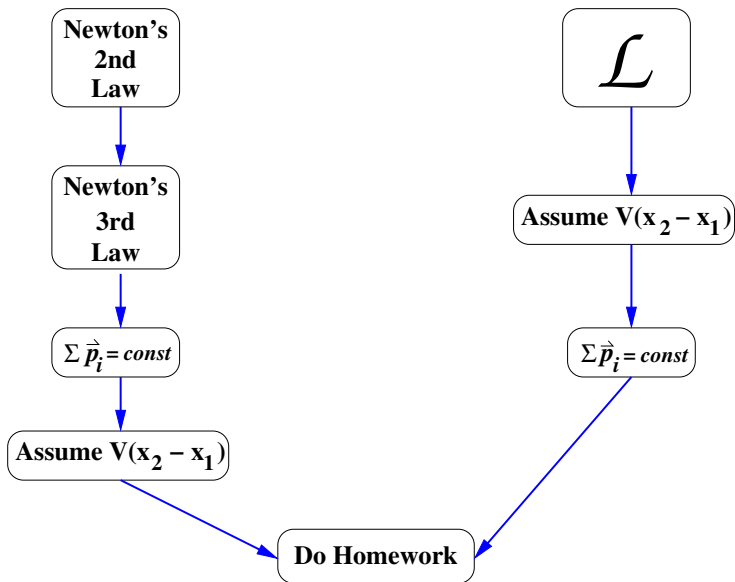 Newton's
2nd
Law
Newton's
3rd
Law
Σ p⃗ᵢ = const
Assume V(x₂ − x₁)
ℒ
Assume V(x₂ − x₁)
Σ p⃗ᵢ = const
Do Homework